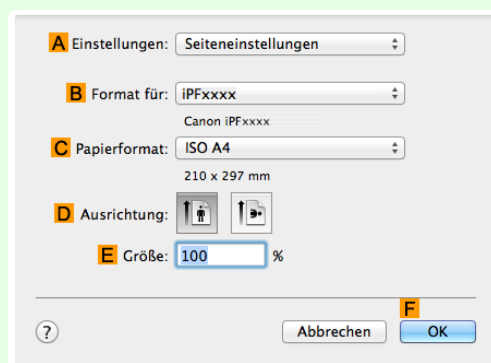 A Einstellungen: Seiteneinstellungen
B Format für: iPFxxxx
Canon iPFxxxx
C Papierformat: ISO A4
210 x 297 mm
D Ausrichtung:
E Größe: 100 %
F
? Abbrechen OK